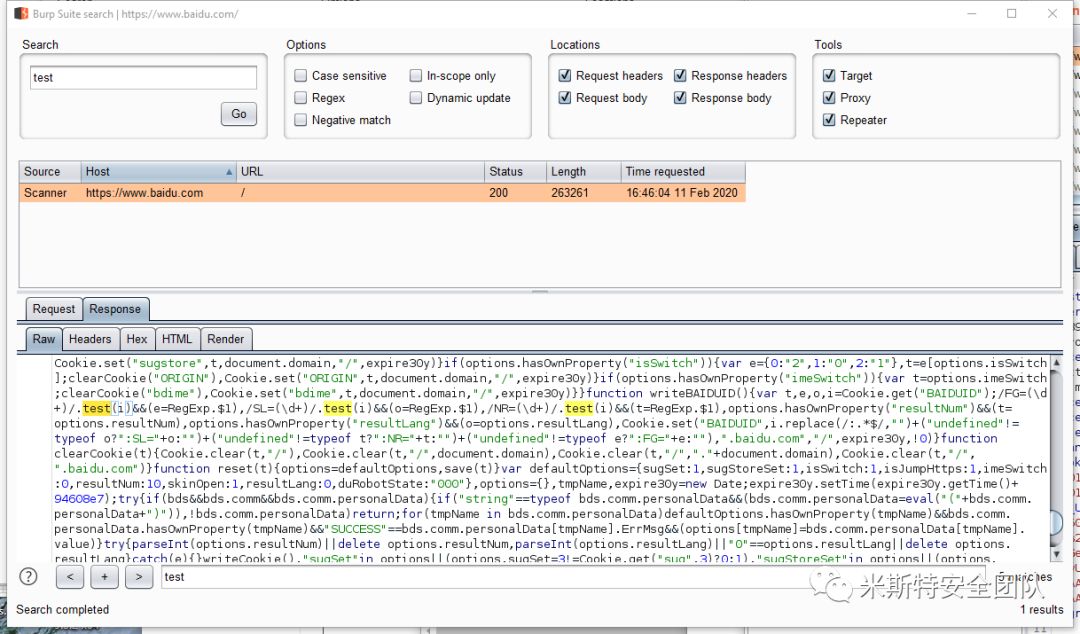 Burp Suite search | https://www.baidu.com/
Search
Options
Locations
Tools
test
Go
Case sensitive
In-scope only
Regex
Dynamic update
Negative match
Request headers
Response headers
Request body
Response body
Target
Proxy
Repeater
Source Host URL Status Length Time requested
Scanner https://www.baidu.com / 200 263261 16:46:04 11 Feb 2020
Request Response
Raw Headers Hex HTML Render
Cookie.set("sugstore",t,document.domain,"/",expire30y)}if(options.hasOwnProperty("isSwitch")){var e={0:"2",1:"0",2:"1"},t=e[options.isSwitch
];clearCookie("ORIGIN"),Cookie.set("ORIGIN",t,document.domain,"/",expire30y)}if(options.hasOwnProperty("imeSwitch")){var t=options.imeSwitch
;clearCookie("bdime"),Cookie.set("bdime",t,document.domain,"/",expire30y)}}function writeBAIDUID(){var t,e,o,i=Cookie.get("BAIDUID");/FG=(\d
+)/.test(i)&&(e=RegExp.$1),/SL=(\d+)/.test(i)&&(o=RegExp.$1),/NR=(\d+)/.test(i)&&(t=RegExp.$1),options.hasOwnProperty("resultNum")&&(t=
options.resultNum),options.hasOwnProperty("resultLang")&&(o=options.resultLang),Cookie.set("BAIDUID",i.replace(/:.*$/,"")+("undefined"!=
typeof o?":SL="+o:"")+("undefined"!=typeof t?":NR="+t:"")+("undefined"!=typeof e?":FG="+e:""),".baidu.com","/",expire30y,!0)}function
clearCookie(t){Cookie.clear(t,"/"),Cookie.clear(t,"/",document.domain),Cookie.clear(t,"/","."+document.domain),Cookie.clear(t,"/",
".baidu.com")}function reset(t){options=defaultOptions,save(t)}var defaultOptions={sugSet:1,sugStoreSet:1,isSwitch:1,isJumpHttps:1,imeSwitch
:0,resultNum:10,skinOpen:1,resultLang:0,duRobotState:"000"},options={},tmpName,expire30y=new Date;expire30y.setTime(expire30y.getTime()+
94608e7);try{if(bds&&bds.comm&&bds.comm.personalData){if("string"==typeof bds.comm.personalData&&(bds.comm.personalData=eval("("+bds.comm.
personalData+")")),!bds.comm.personalData)return;for(tmpName in bds.comm.personalData)defaultOptions.hasOwnProperty(tmpName)&&bds.comm.
personalData.hasOwnProperty(tmpName)&&"SUCCESS"==bds.comm.personalData[tmpName].ErrMsg&&(options[tmpName]=bds.comm.personalData[tmpName].
value)}try{parseInt(options.resultNum)||delete options.resultNum,parseInt(options.resultLang)||"0"==options.resultLang||delete options.
resultLang}catch(e){}writeCookie(),"sugSet"in options||(options.sugSet=3!=Cookie.get("sug",3)?0:1),"sugStoreSet"in options||(options.
? < + > test 5 matches
米斯特安全团队
Search completed
1 results